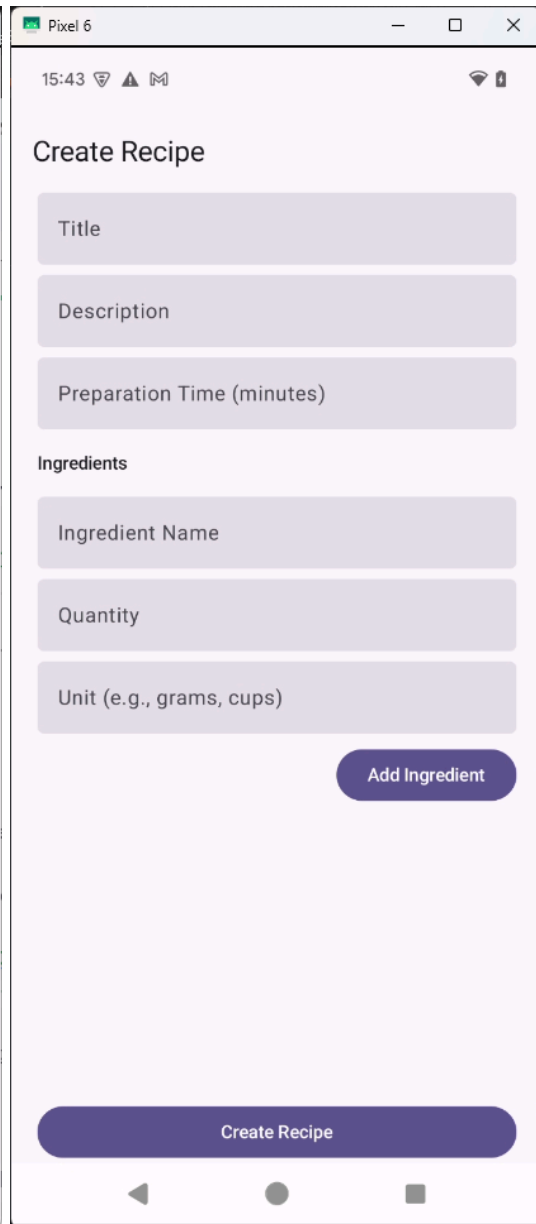 Pixel 6
15:43
Create Recipe
Title
Description
Preparation Time (minutes)
Ingredients
Ingredient Name
Quantity
Unit (e.g., grams, cups)
Add Ingredient
Create Recipe